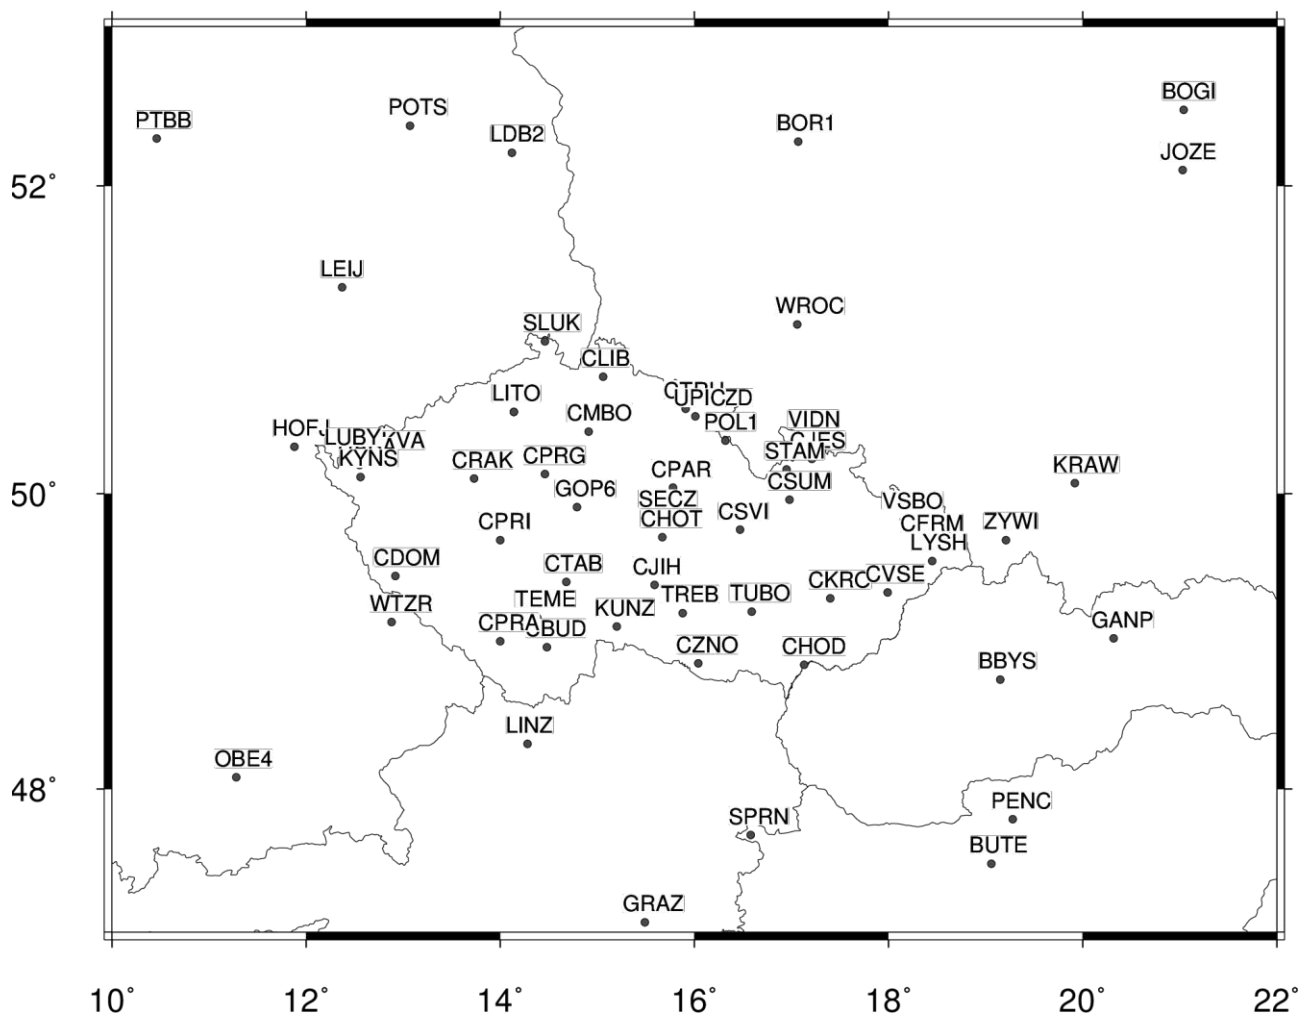 BOGI
POTS
PTBB
BOR1
LDB2
JOZE
52°
LEIJ
WROC
SLUK
CLIB
LITO
UPICZD
CMBO
POL1
VIDN
HOFJ
LUBY
STAM
KYNS
CRAK
CPRG
CPAR
KRAW
CSUM
50°
GOP6
SECZ
VSBO
CSVI
CHOT
CPRI
CFRM
ZYWI
LYSH
CDOM
CTAB
CJIH
CKRC
CVSE
TREB
TUBO
TEME
WTZR
KUNZ
CPRA
GANP
CZNO
CHOD
BBYS
LINZ
OBE4
48°
PENC
SPRN
BUTE
GRAZ
10° 12° 14° 16° 18° 20° 22°